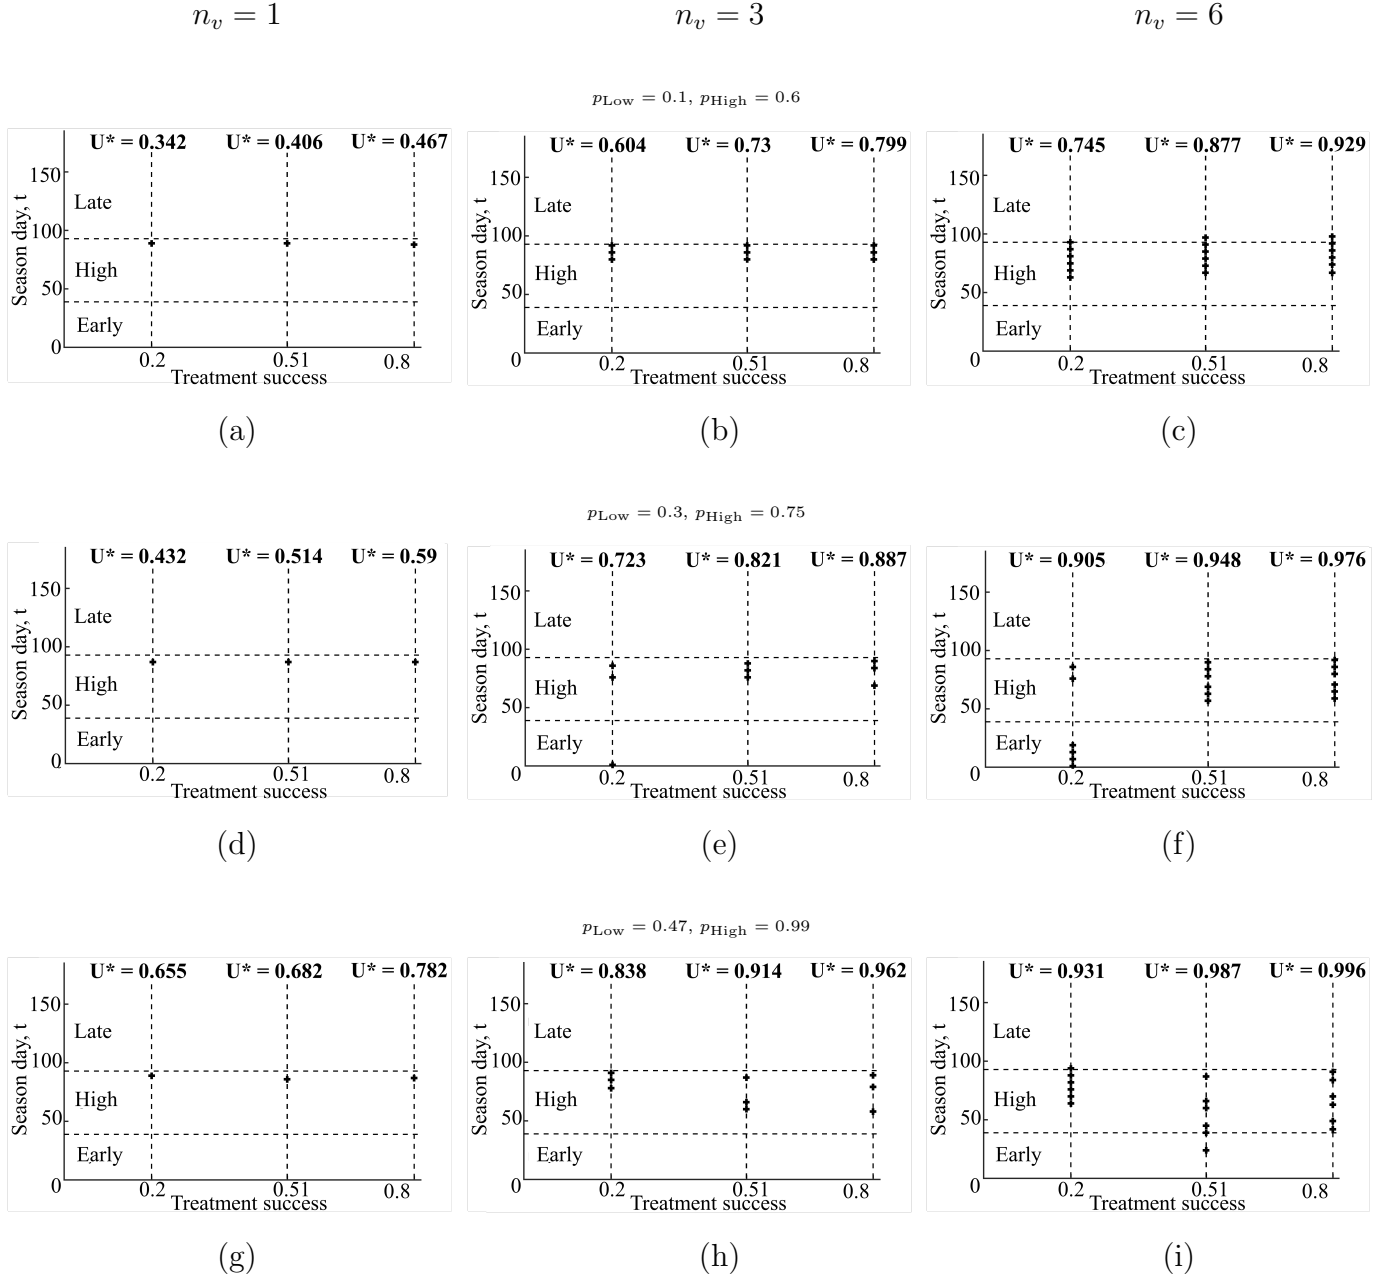 n_v = 1 n_v = 3 n_v = 6
p_Low = 0.1, p_High = 0.6
U* = 0.342 U* = 0.406 U* = 0.467
150
Late
100
High
50
Early
0
0.2 0.51 0.8
Treatment success
Season day, t
(a)
U* = 0.604 U* = 0.73 U* = 0.799
150
Late
100
High
50
Early
0
0.2 0.51 0.8
Treatment success
Season day, t
(b)
U* = 0.745 U* = 0.877 U* = 0.929
150
Late
100
High
50
Early
0
0.2 0.51 0.8
Treatment success
Season day, t
(c)
p_Low = 0.3, p_High = 0.75
U* = 0.432 U* = 0.514 U* = 0.59
150
Late
100
High
50
Early
0
0.2 0.51 0.8
Treatment success
Season day, t
(d)
U* = 0.723 U* = 0.821 U* = 0.887
150
Late
100
High
50
Early
0
0.2 0.51 0.8
Treatment success
Season day, t
(e)
U* = 0.905 U* = 0.948 U* = 0.976
150
Late
100
High
50
Early
0
0.2 0.51 0.8
Treatment success
Season day, t
(f)
p_Low = 0.47, p_High = 0.99
U* = 0.655 U* = 0.682 U* = 0.782
150
Late
100
High
50
Early
0
0.2 0.51 0.8
Treatment success
Season day, t
(g)
U* = 0.838 U* = 0.914 U* = 0.962
150
Late
100
High
50
Early
0
0.2 0.51 0.8
Treatment success
Season day, t
(h)
U* = 0.931 U* = 0.987 U* = 0.996
150
Late
100
High
50
Early
0
0.2 0.51 0.8
Treatment success
Season day, t
(i)